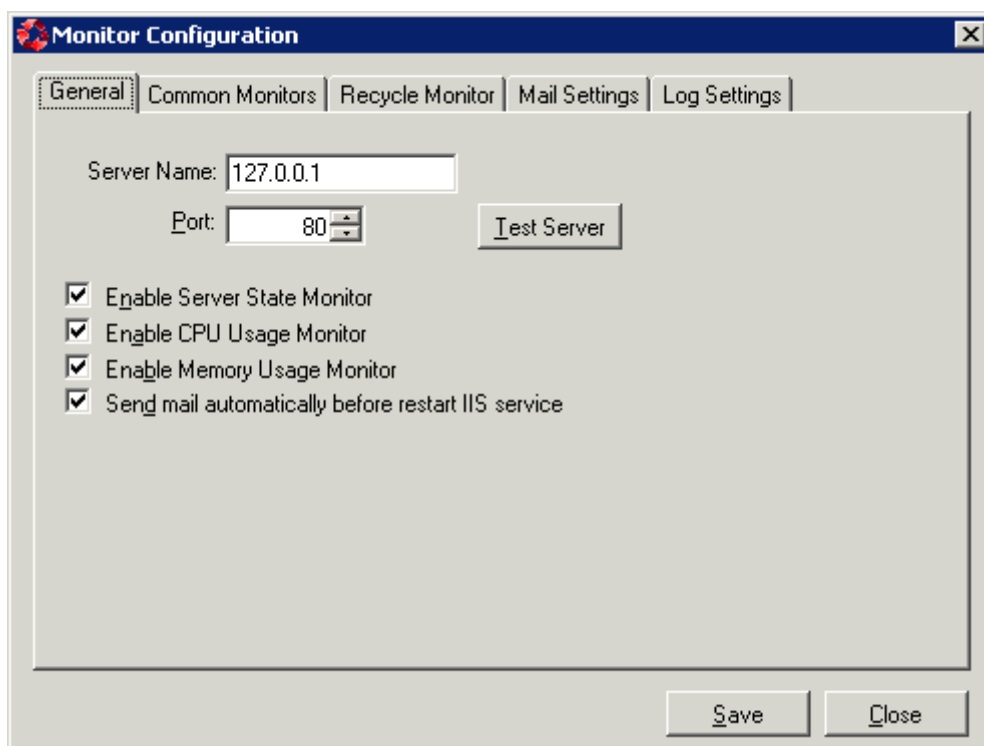 Monitor Configuration
General Common Monitors Recycle Monitor Mail Settings Log Settings
Server Name: 127.0.0.1
Port: 80 Test Server
Enable Server State Monitor
Enable CPU Usage Monitor
Enable Memory Usage Monitor
Send mail automatically before restart IIS service
Save Close